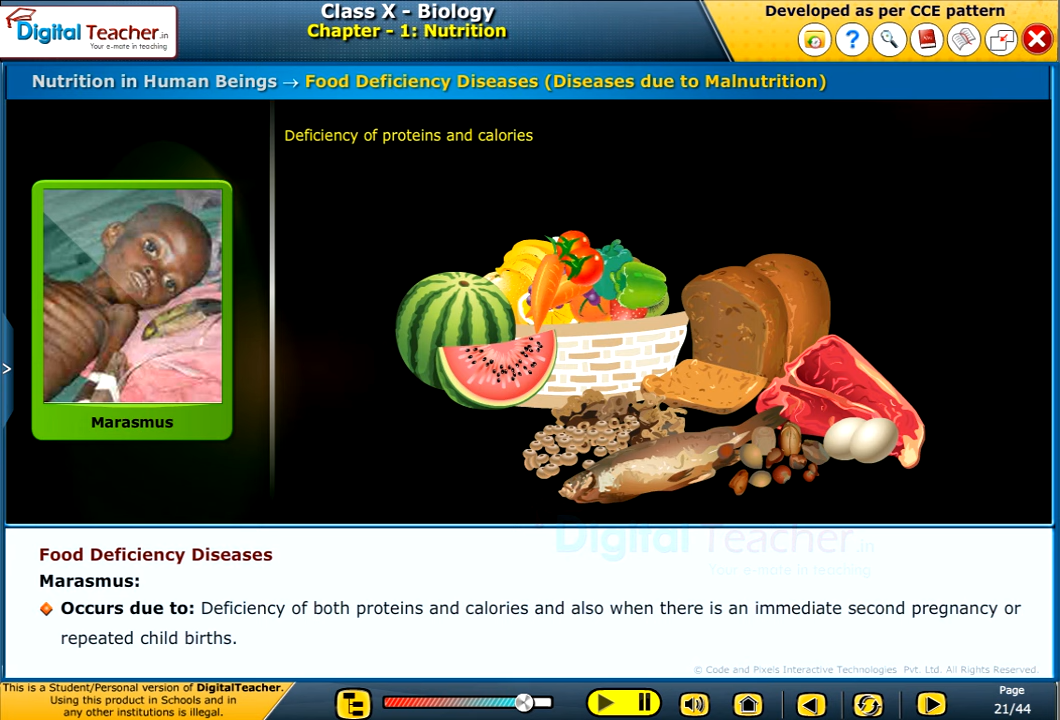 Digital Teacher.in
Your e-mate in teaching
Class X - Biology
Chapter - 1: Nutrition
Developed as per CCE pattern
?
Nutrition in Human Beings → Food Deficiency Diseases (Diseases due to Malnutrition)
Deficiency of proteins and calories
>
Marasmus
Digital Teacher.in
Your e-mate in teaching
Food Deficiency Diseases
Marasmus:
Occurs due to: Deficiency of both proteins and calories and also when there is an immediate second pregnancy or
repeated child births.
© Code and Pixels Interactive Technologies. Pvt. Ltd. All Rights Reserved.
This is a Student/Personal version of DigitalTeacher.
Using this product in Schools and in
any other institutions is illegal.
Page
21/44